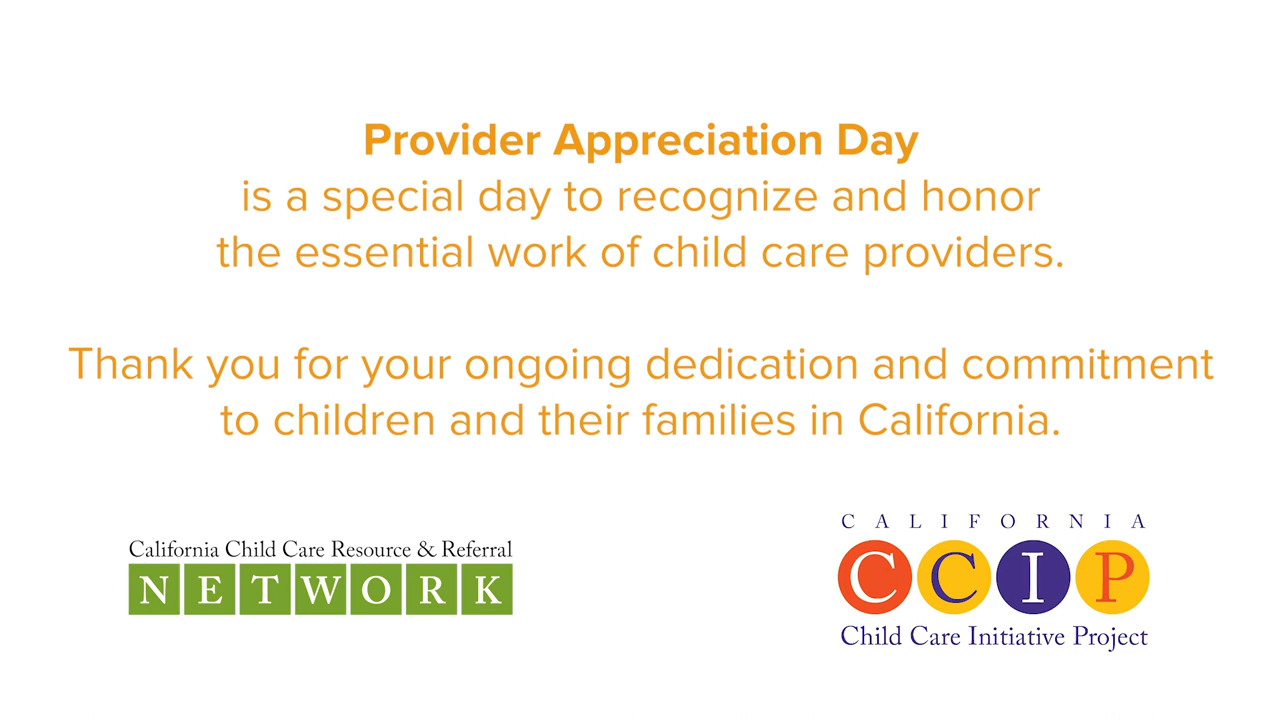 Provider Appreciation Day
is a special day to recognize and honor
the essential work of child care providers.
Thank you for your ongoing dedication and commitment
to children and their families in California.
California Child Care Resource & Referral
NETWORK
CALIFORNIA
CCIP
Child Care Initiative Project